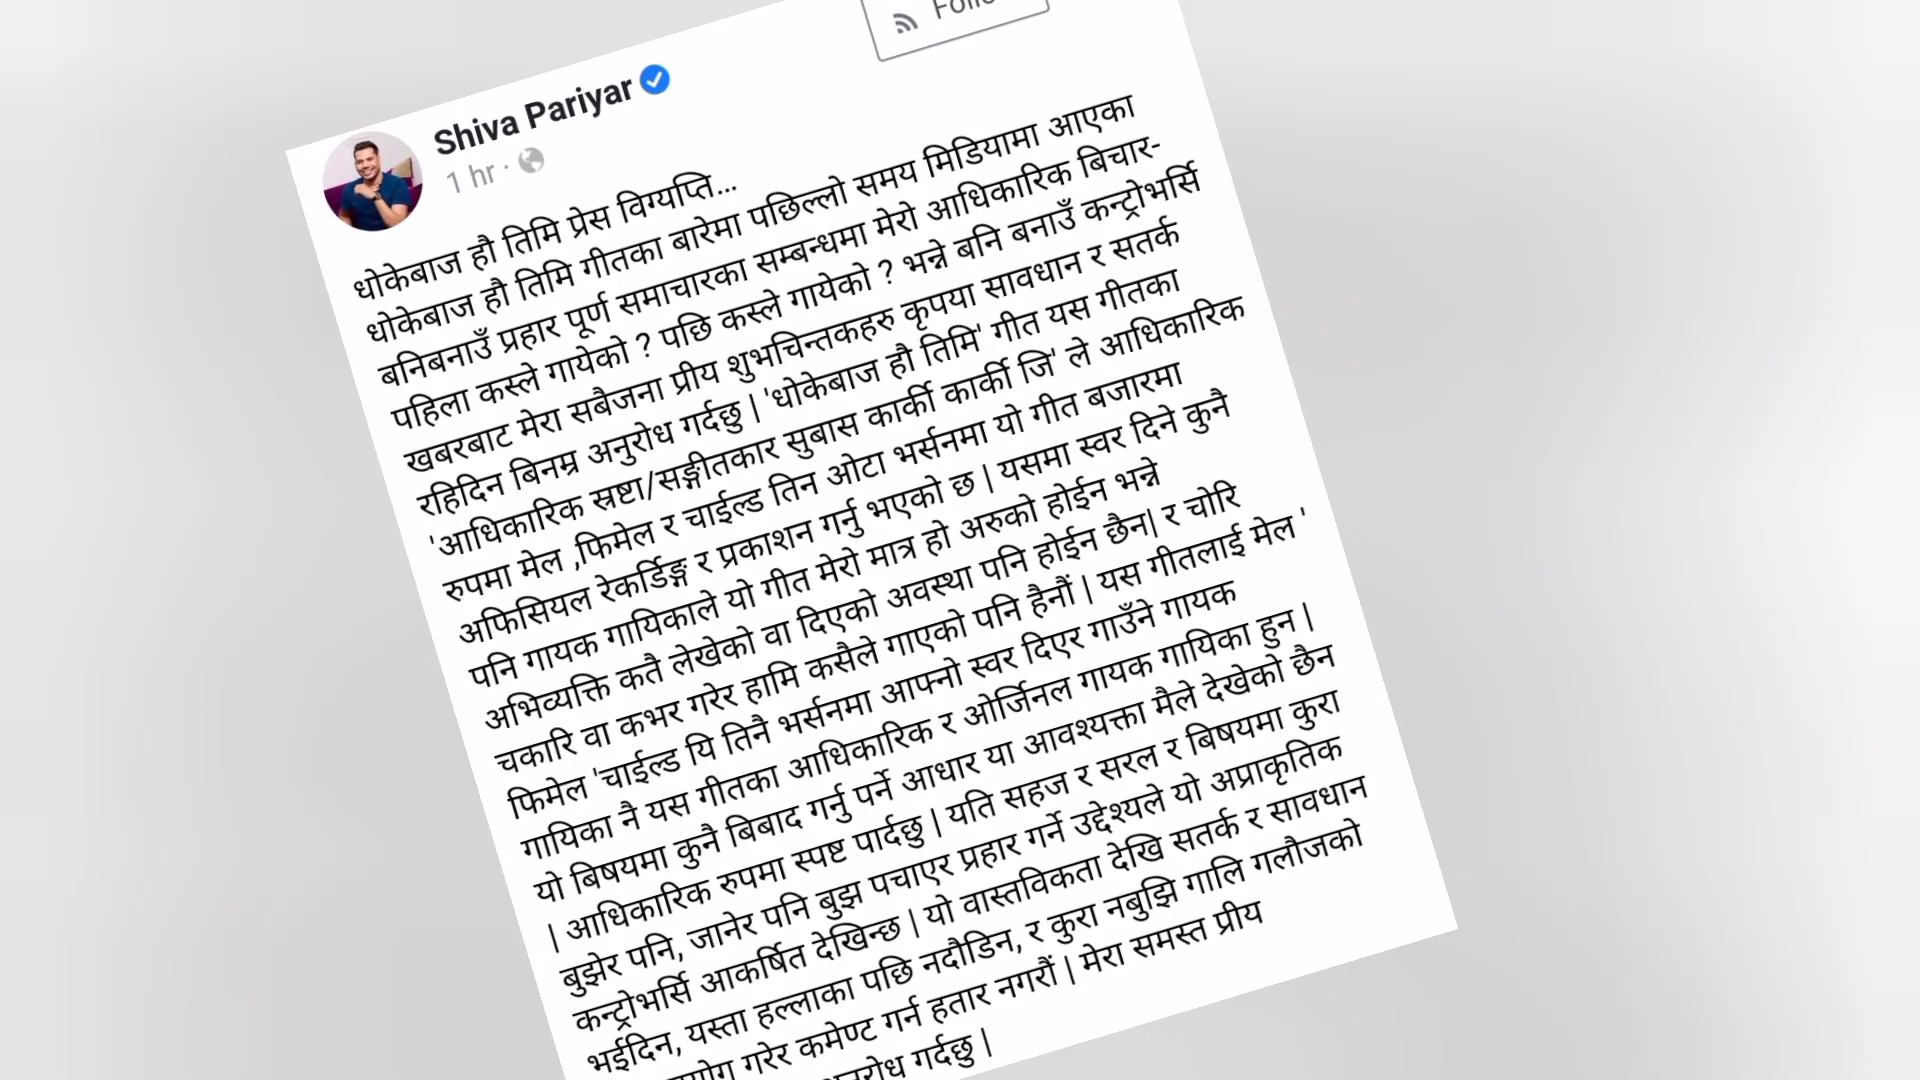 Shiva Pariyar
1 hr ·
धोकेबाज हौ तिमि प्रेस विग्यप्ति...
धोकेबाज हौ तिमि गीतका बारेमा पछिल्लो समय मिडियामा आएका
बनिबनाउँ प्रहार पूर्ण समाचारका सम्बन्धमा मेरो आधिकारिक बिचार-
पहिला कस्ले गायेको ? पछि कस्ले गायेको ? भन्ने बनि बनाउँ कन्ट्रोभर्सि
खबरबाट मेरा सबैजना प्रीय शुभचिन्तकहरु कृपया सावधान र सतर्क
रहिदिन बिनम्र अनुरोध गर्दछु | 'धोकेबाज हौ तिमि' गीत यस गीतका
'आधिकारिक स्रष्टा/सङ्गीतकार सुबास कार्की कार्की जि' ले आधिकारिक
रुपमा मेल ,फिमेल र चाईल्ड तिन ओटा भर्सनमा यो गीत बजारमा
अफिसियल रेकर्डिङ्ग र प्रकाशन गर्नु भएको छ | यसमा स्वर दिने कुनै
पनि गायक गायिकाले यो गीत मेरो मात्र हो अरुको होईन भन्ने
अभिव्यक्ति कतै लेखेको वा दिएको अवस्था पनि होईन छैन| र चोरि
चकारि वा कभर गरेर हामि कसैले गाएको पनि हैनौं | यस गीतलाई मेल '
फिमेल 'चाईल्ड यि तिनै भर्सनमा आफ्नो स्वर दिएर गाउँने गायक
गायिका नै यस गीतका आधिकारिक र ओर्जिनल गायक गायिका हुन |
यो बिषयमा कुनै बिबाद गर्नु पर्ने आधार या आवश्यक्ता मैले देखेको छैन
| आधिकारिक रुपमा स्पष्ट पार्दछु | यति सहज र सरल र बिषयमा कुरा
बुझेर पनि, जानेर पनि बुझ पचाएर प्रहार गर्ने उद्देश्यले यो अप्राकृतिक
कन्ट्रोभर्सि आकर्षित देखिन्छ | यो वास्तविकता देखि सतर्क र सावधान
भईदिन, यस्ता हल्लाका पछि नदौडिन, र कुरा नबुझि गालि गलौजको
गरेर कमेण्ट गर्न हतार नगरौं | मेरा समस्त प्रीय
गर्दछु |